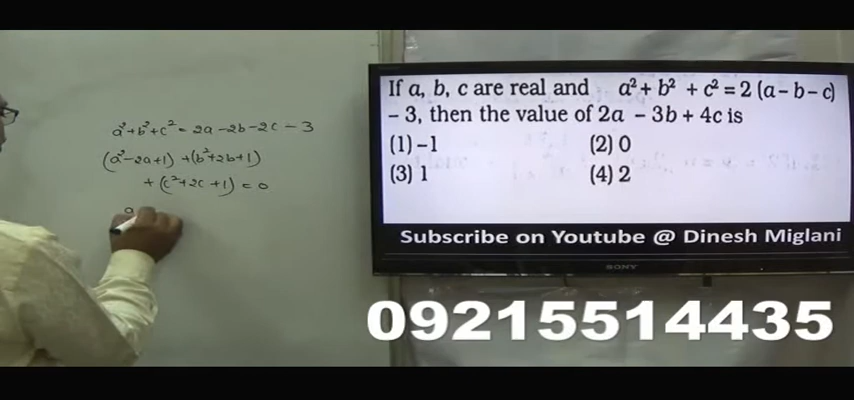 a²+b²+c² = 2a-2b-2c-3
(a²-2a+1) +(b²+2b+1)
+(c²+2c+1) = 0
a
If a, b, c are real and a² + b² + c² = 2 (a – b – c)
– 3, then the value of 2a – 3b + 4c is
(1) –1 (2) 0
(3) 1 (4) 2
Subscribe on Youtube @ Dinesh Miglani
SONY
09215514435